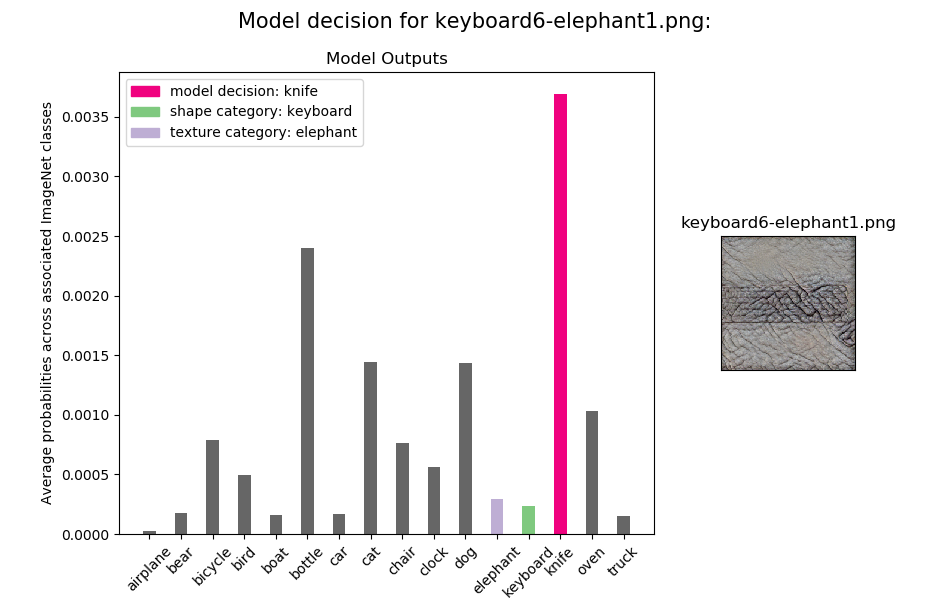 Model decision for keyboard6-elephant1.png:
Model Outputs
model decision: knife
shape category: keyboard
texture category: elephant
Average probabilities across associated ImageNet classes
0.0035
0.0030
0.0025
0.0020
0.0015
0.0010
0.0005
0.0000
airplane
bear
bicycle
bird
boat
bottle
car
cat
chair
clock
dog
elephant
keyboard
knife
oven
truck
keyboard6-elephant1.png